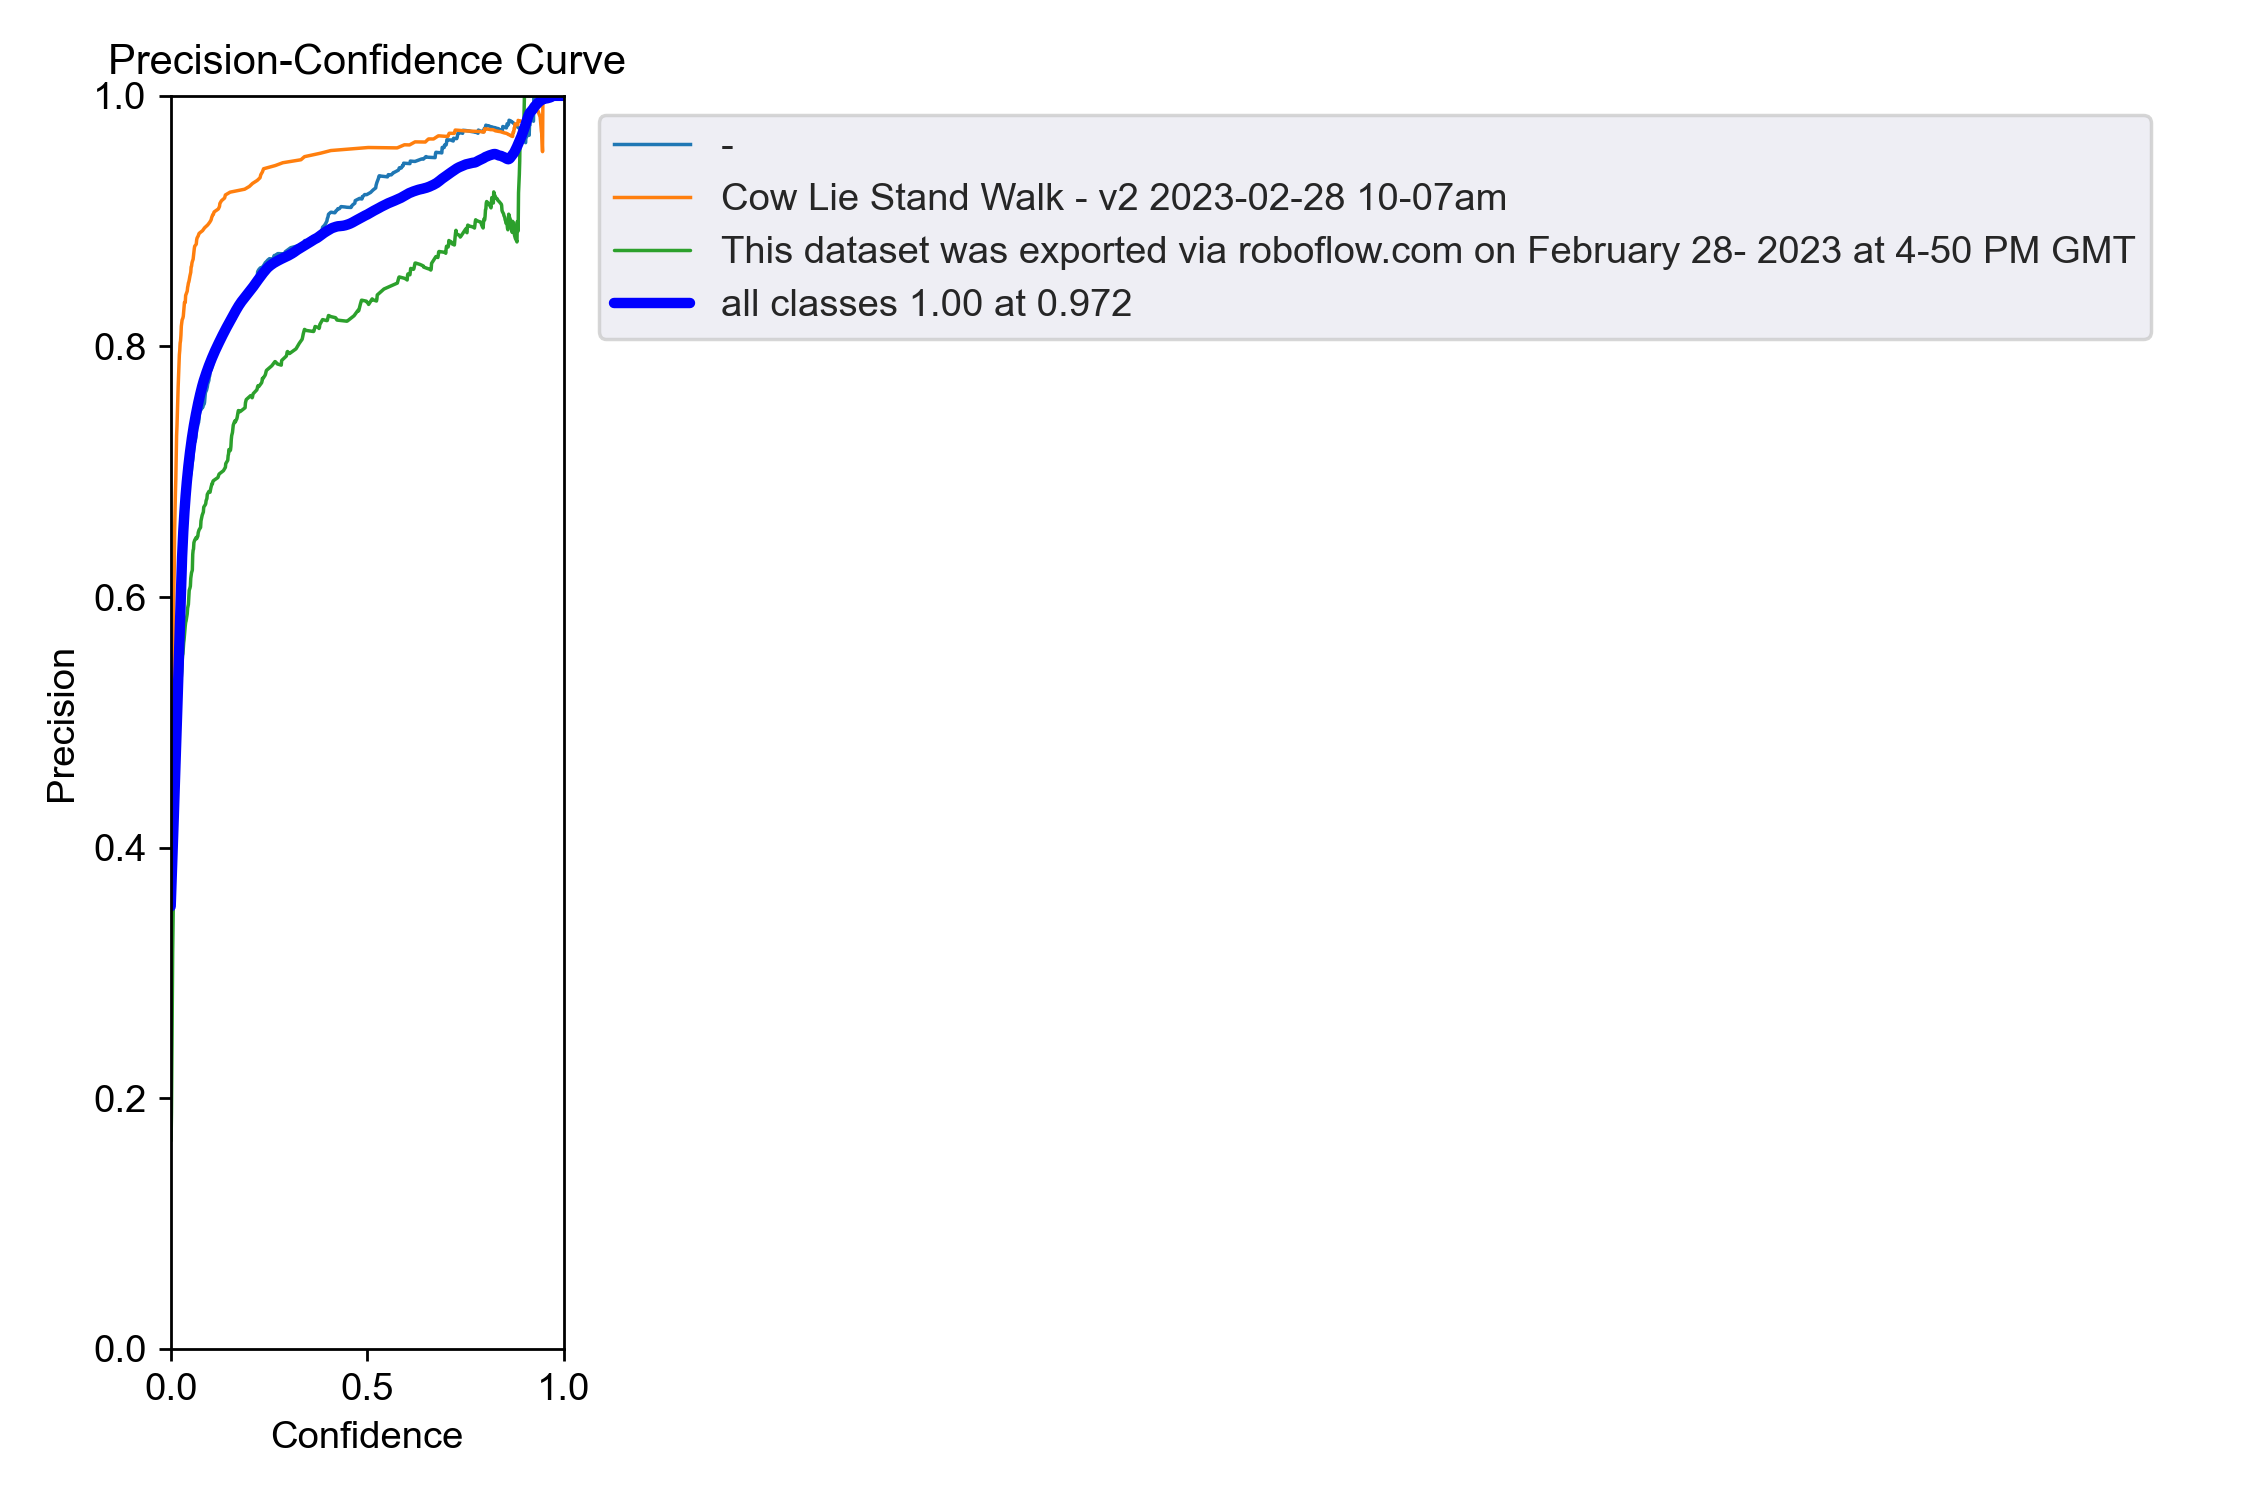 Precision-Confidence Curve
1.0
0.8
0.6
0.4
0.2
0.0
Precision
0.0 0.5 1.0
Confidence
-
Cow Lie Stand Walk - v2 2023-02-28 10-07am
This dataset was exported via roboflow.com on February 28- 2023 at 4-50 PM GMT
all classes 1.00 at 0.972